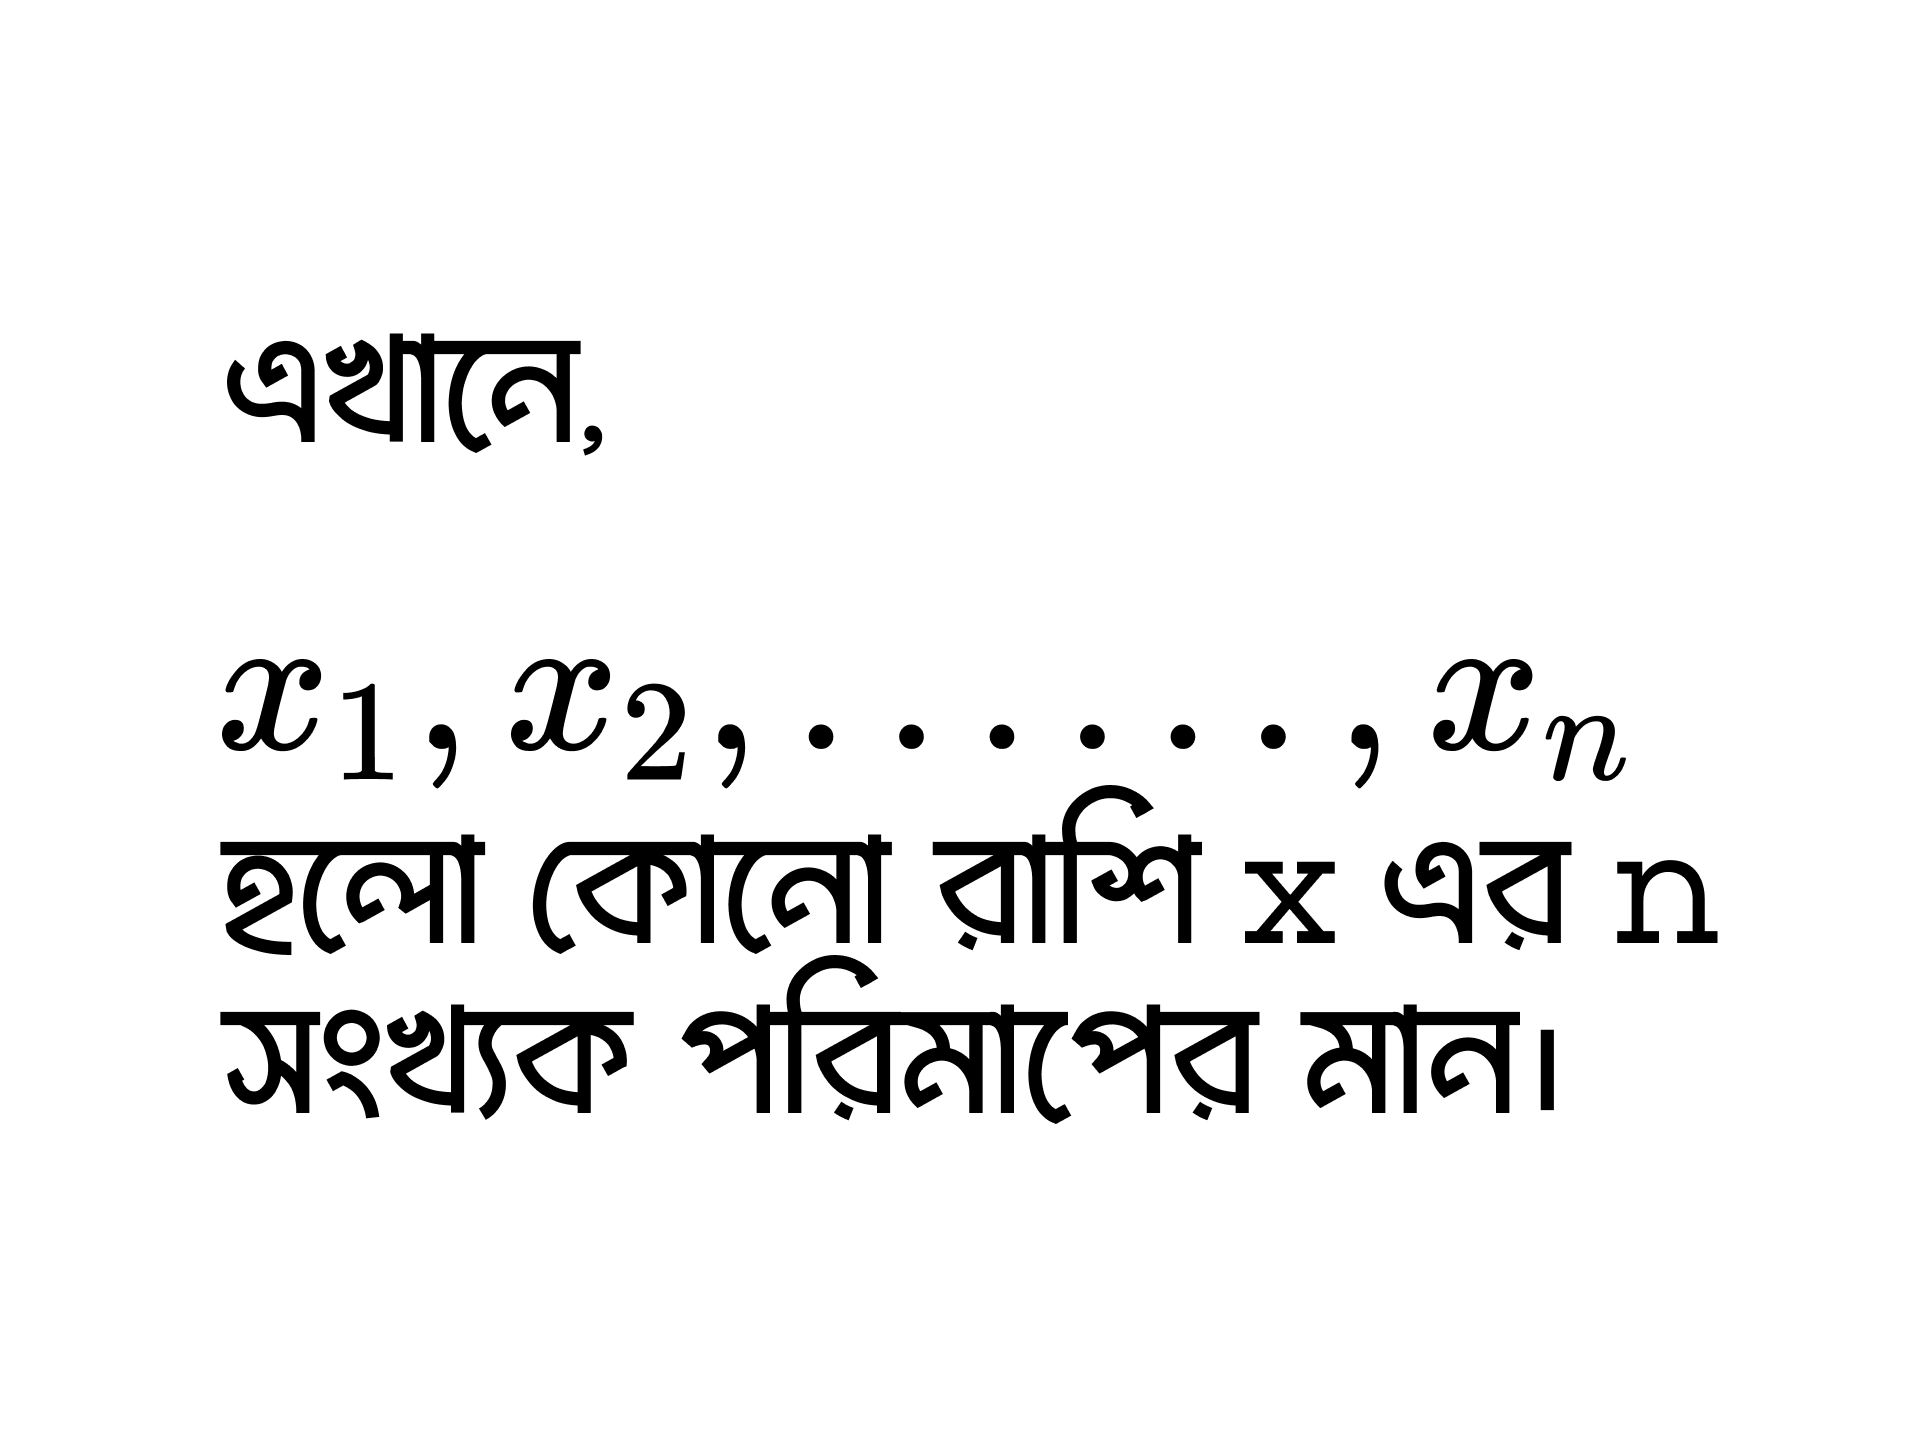 এখানে,
x₁, x₂, . . . . . . , xₙ
হলো কোনো রাশি x এর n
সংখ্যক পরিমাপের মান।